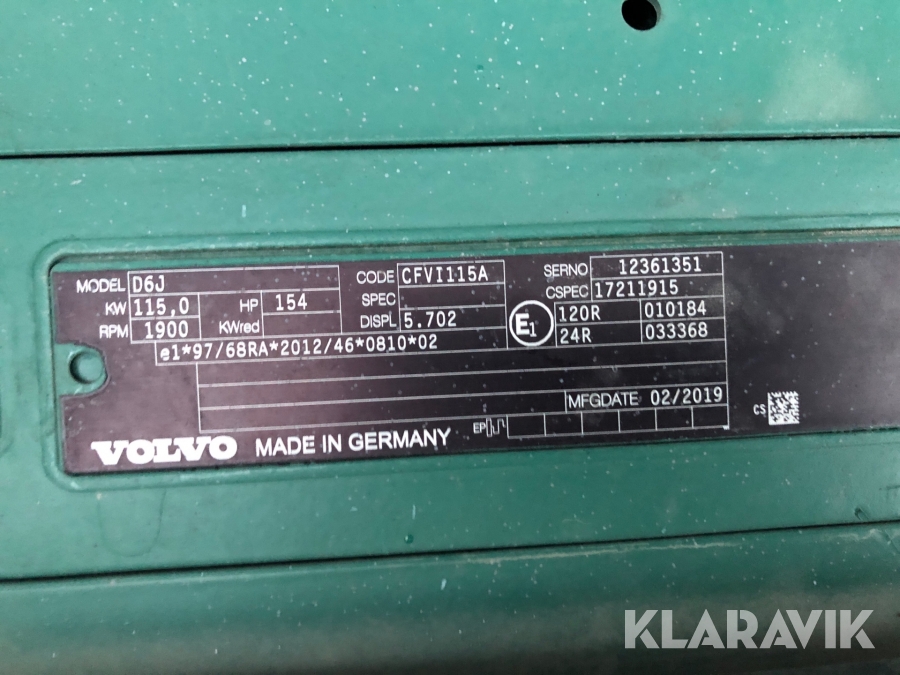 MODEL D6J CODE CFVI115A SERNO 12361351
KW 115,0 HP 154 SPEC CSPEC 17211915
RPM 1900 KWred DISPL 5.702 E1 120R 010184
24R 033368
e1*97/68RA*2012/46*0810*02
MFGDATE 02/2019
VOLVO MADE IN GERMANY EP CS
KLARAVIK